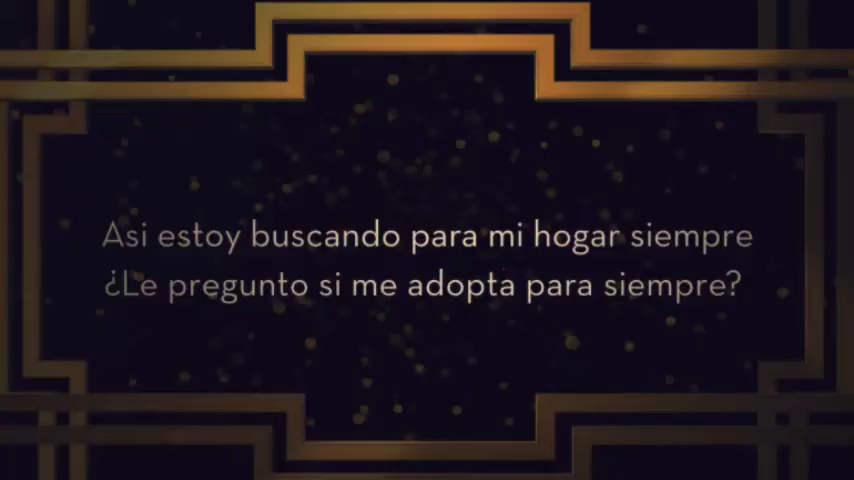 Asi estoy buscando para mi hogar siempre
¿Le pregunto si me adopta para siempre?